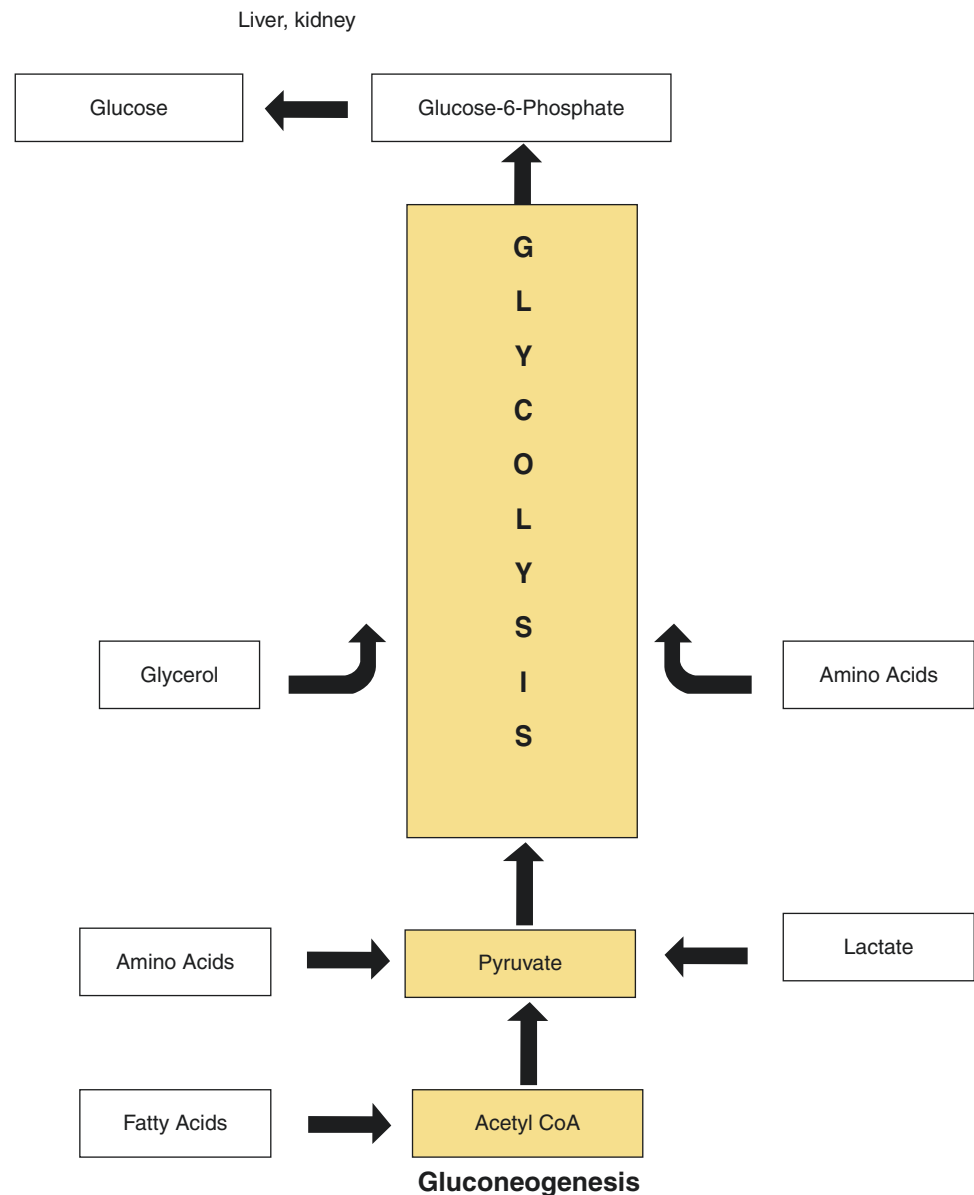 Liver, kidney
Glucose
Glucose-6-Phosphate
G
L
Y
C
O
L
Y
S
I
S
Glycerol
Amino Acids
Amino Acids
Pyruvate
Lactate
Fatty Acids
Acetyl CoA
Gluconeogenesis